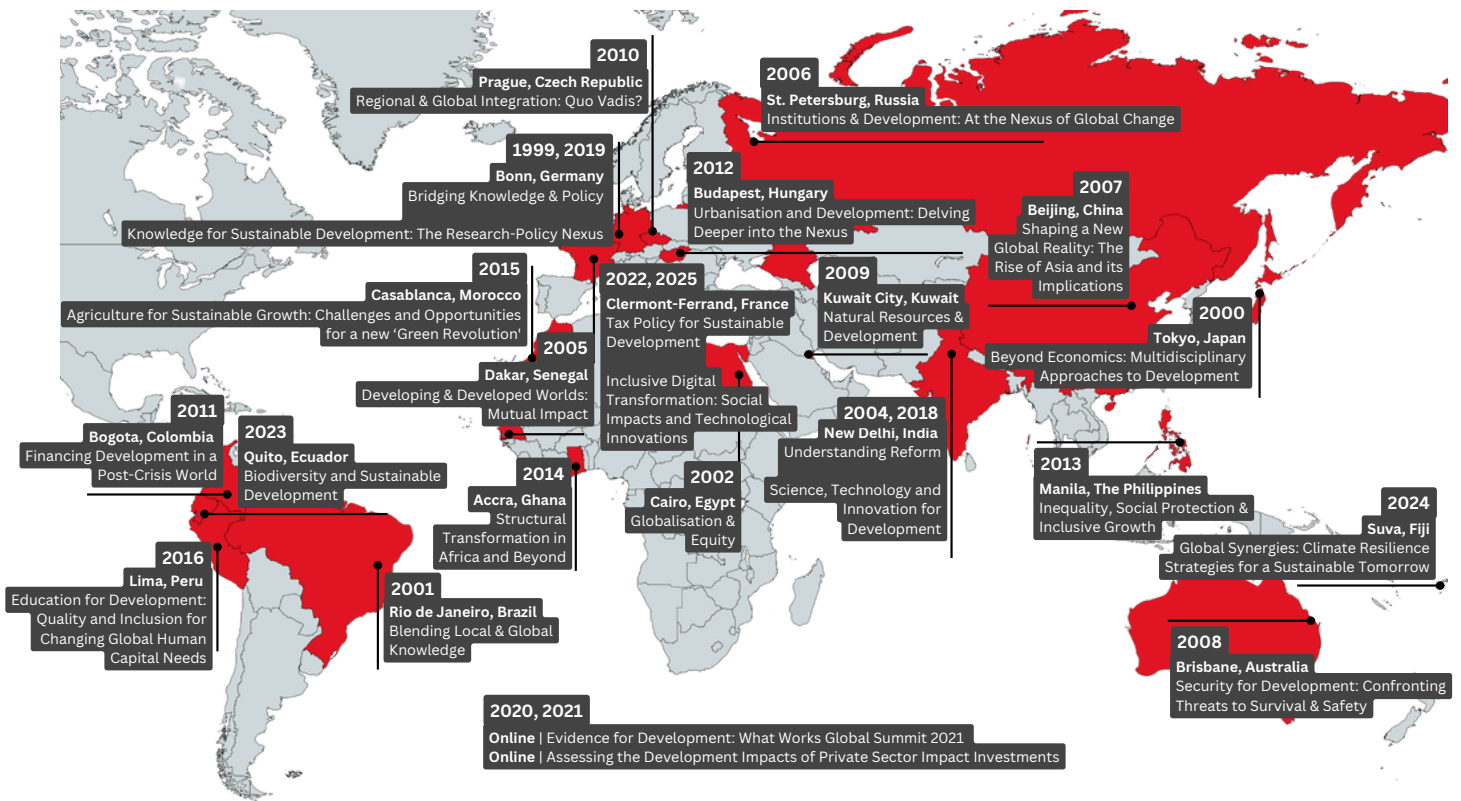 2010
Prague, Czech Republic
Regional & Global Integration: Quo Vadis?
2006
St. Petersburg, Russia
Institutions & Development: At the Nexus of Global Change
1999, 2019
Bonn, Germany
Bridging Knowledge & Policy
Knowledge for Sustainable Development: The Research-Policy Nexus
2012
Budapest, Hungary
Urbanisation and Development: Delving
Deeper into the Nexus
2007
Beijing, China
Shaping a New
Global Reality: The
Rise of Asia and its
Implications
2015
Casablanca, Morocco
Agriculture for Sustainable Growth: Challenges and Opportunities
for a new ‘Green Revolution'
2022, 2025
Clermont-Ferrand, France
Tax Policy for Sustainable
Development
Inclusive Digital
Transformation: Social
Impacts and Technological
Innovations
2009
Kuwait City, Kuwait
Natural Resources &
Development
2000
Tokyo, Japan
Beyond Economics: Multidisciplinary
Approaches to Development
2005
Dakar, Senegal
Developing & Developed Worlds:
Mutual Impact
2011
Bogota, Colombia
Financing Development in a
Post-Crisis World
2023
Quito, Ecuador
Biodiversity and Sustainable
Development
2004, 2018
New Delhi, India
Understanding Reform
Science, Technology and
Innovation for
Development
2014
Accra, Ghana
Structural
Transformation in
Africa and Beyond
2002
Cairo, Egypt
Globalisation &
Equity
2013
Manila, The Philippines
Inequality, Social Protection &
Inclusive Growth
2024
Suva, Fiji
Global Synergies: Climate Resilience
Strategies for a Sustainable Tomorrow
2016
Lima, Peru
Education for Development:
Quality and Inclusion for
Changing Global Human
Capital Needs
2001
Rio de Janeiro, Brazil
Blending Local & Global
Knowledge
2008
Brisbane, Australia
Security for Development: Confronting
Threats to Survival & Safety
2020, 2021
Online | Evidence for Development: What Works Global Summit 2021
Online | Assessing the Development Impacts of Private Sector Impact Investments